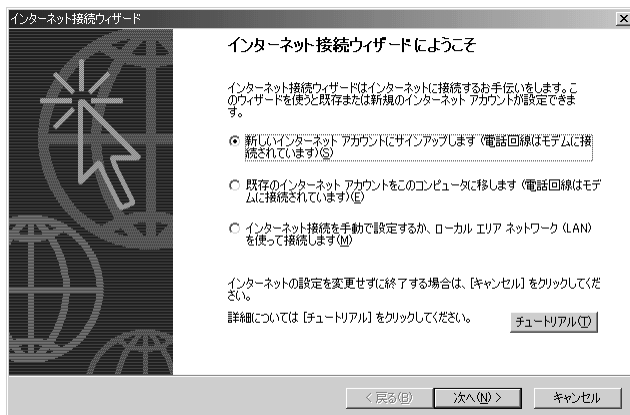 インターネット接続ウィザード
インターネット接続ウィザードにようこそ
インターネット接続ウィザードはインターネットに接続するお手伝いをします。こ
のウィザードを使うと既存または新規のインターネット アカウントが設定できま
す。
新しいインターネット アカウントにサインアップします (電話回線はモデムに接
続されています)(S)
既存のインターネット アカウントをこのコンピュータに移します (電話回線はモデ
ムに接続されています)(E)
インターネット接続を手動で設定するか、ローカル エリア ネットワーク (LAN)
を使って接続します(M)
インターネットの設定を変更せずに終了する場合は、[キャンセル] をクリックしてくだ
さい。
詳細については [チュートリアル] をクリックしてください。
チュートリアル(T)
< 戻る(B)
次へ(N) >
キャンセル